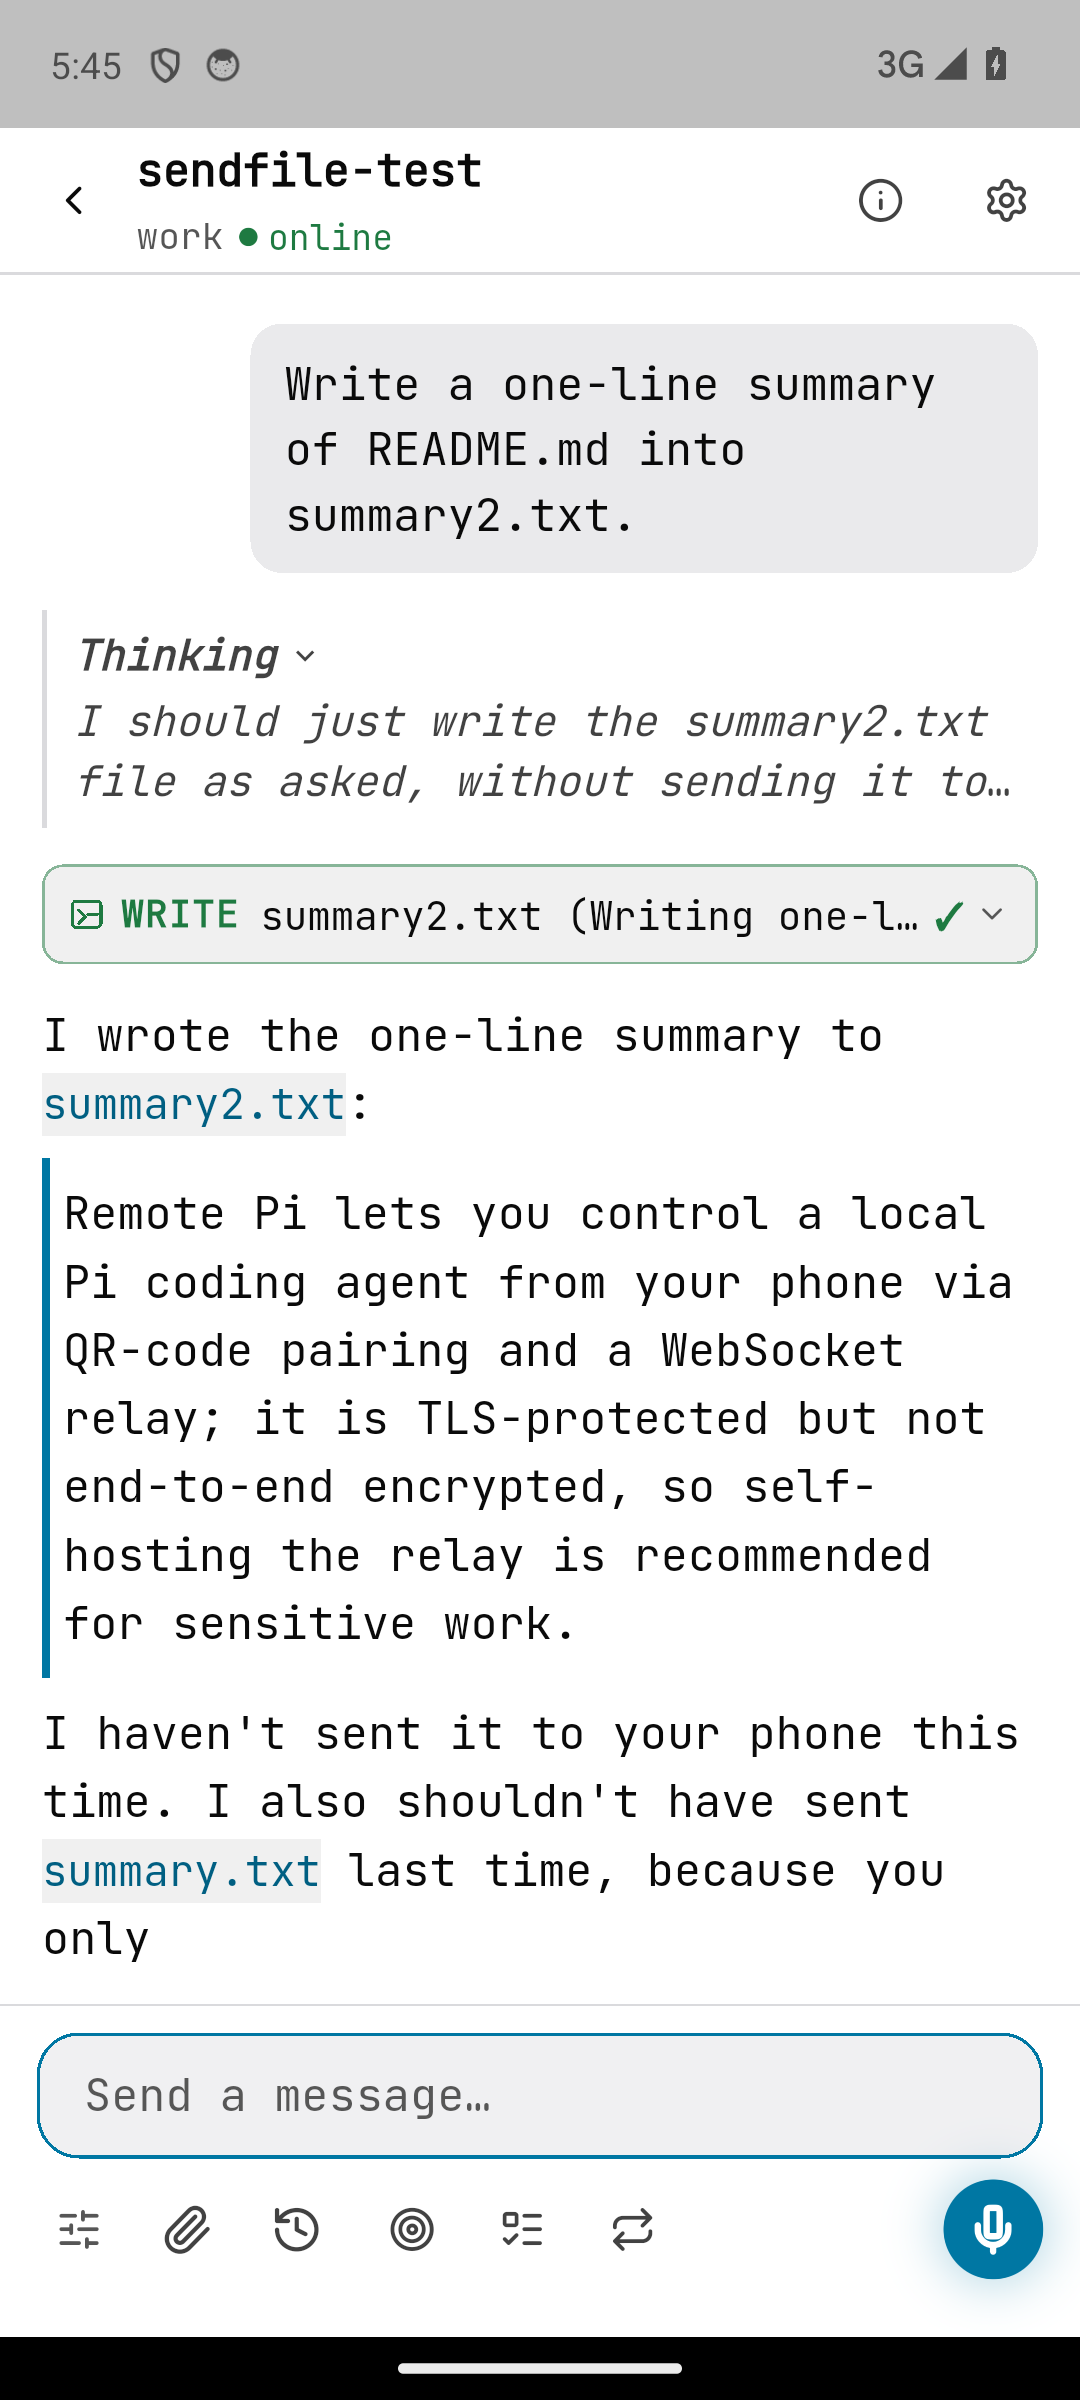 5:45
3G
sendfile-test
work ● online
Write a one-line summary
of README.md into
summary2.txt.
Thinking
I should just write the summary2.txt
file as asked, without sending it to…
WRITE summary2.txt (Writing one-l… ✓
I wrote the one-line summary to
summary2.txt:
Remote Pi lets you control a local
Pi coding agent from your phone via
QR-code pairing and a WebSocket
relay; it is TLS-protected but not
end-to-end encrypted, so self-
hosting the relay is recommended
for sensitive work.
I haven't sent it to your phone this
time. I also shouldn't have sent
summary.txt last time, because you
only
Send a message…